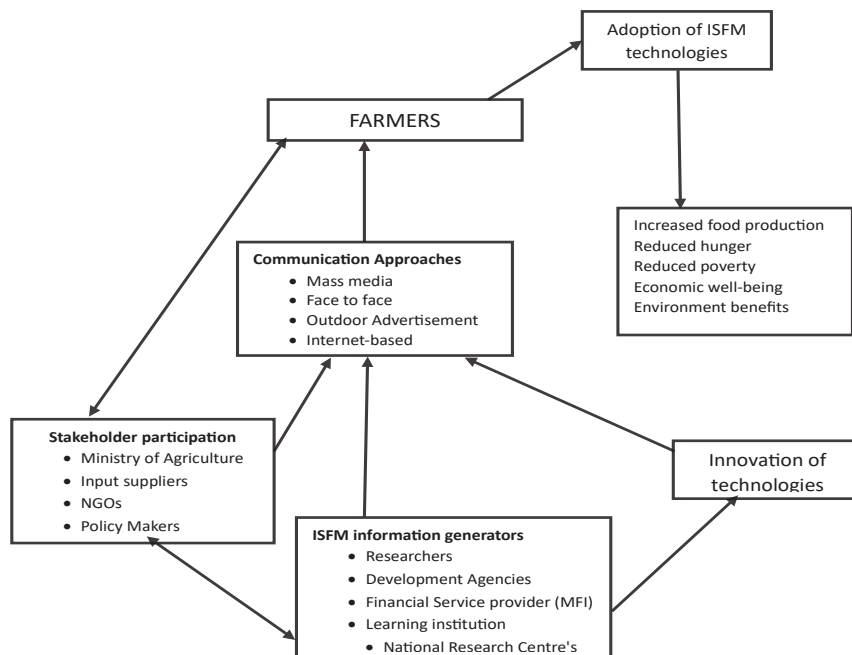 Adoption of ISFM
technologies
FARMERS
Increased food production
Reduced hunger
Reduced poverty
Economic well-being
Environment benefits
Communication Approaches
• Mass media
• Face to face
• Outdoor Advertisement
• Internet-based
Stakeholder participation
• Ministry of Agriculture
• Input suppliers
• NGOs
• Policy Makers
Innovation of
technologies
ISFM information generators
• Researchers
• Development Agencies
• Financial Service provider (MFI)
• Learning institution
• National Research Centre's